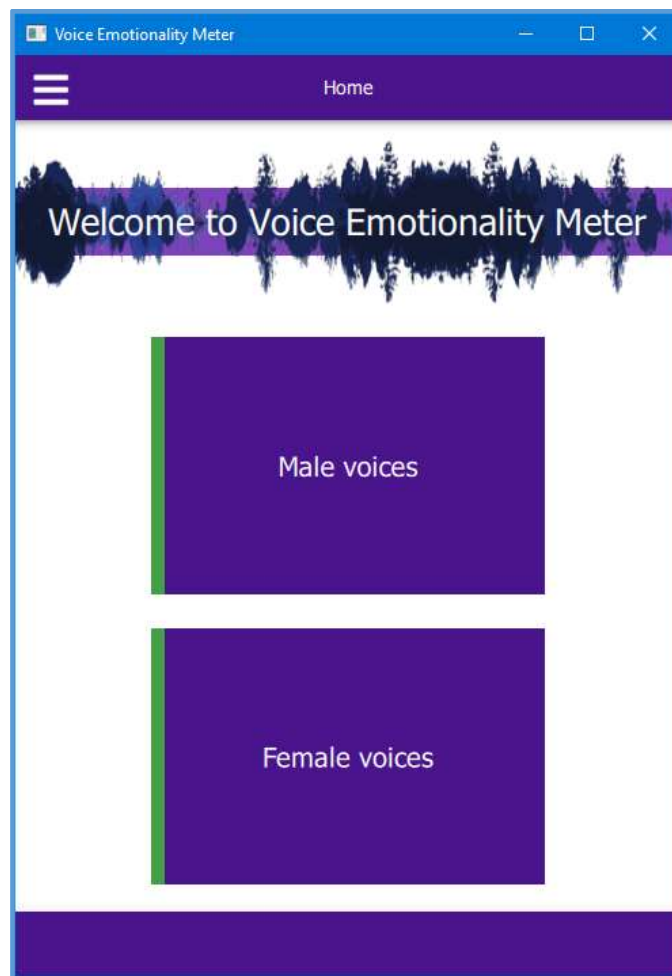 Voice Emotionality Meter
Home
Welcome to Voice Emotionality Meter
Male voices
Female voices